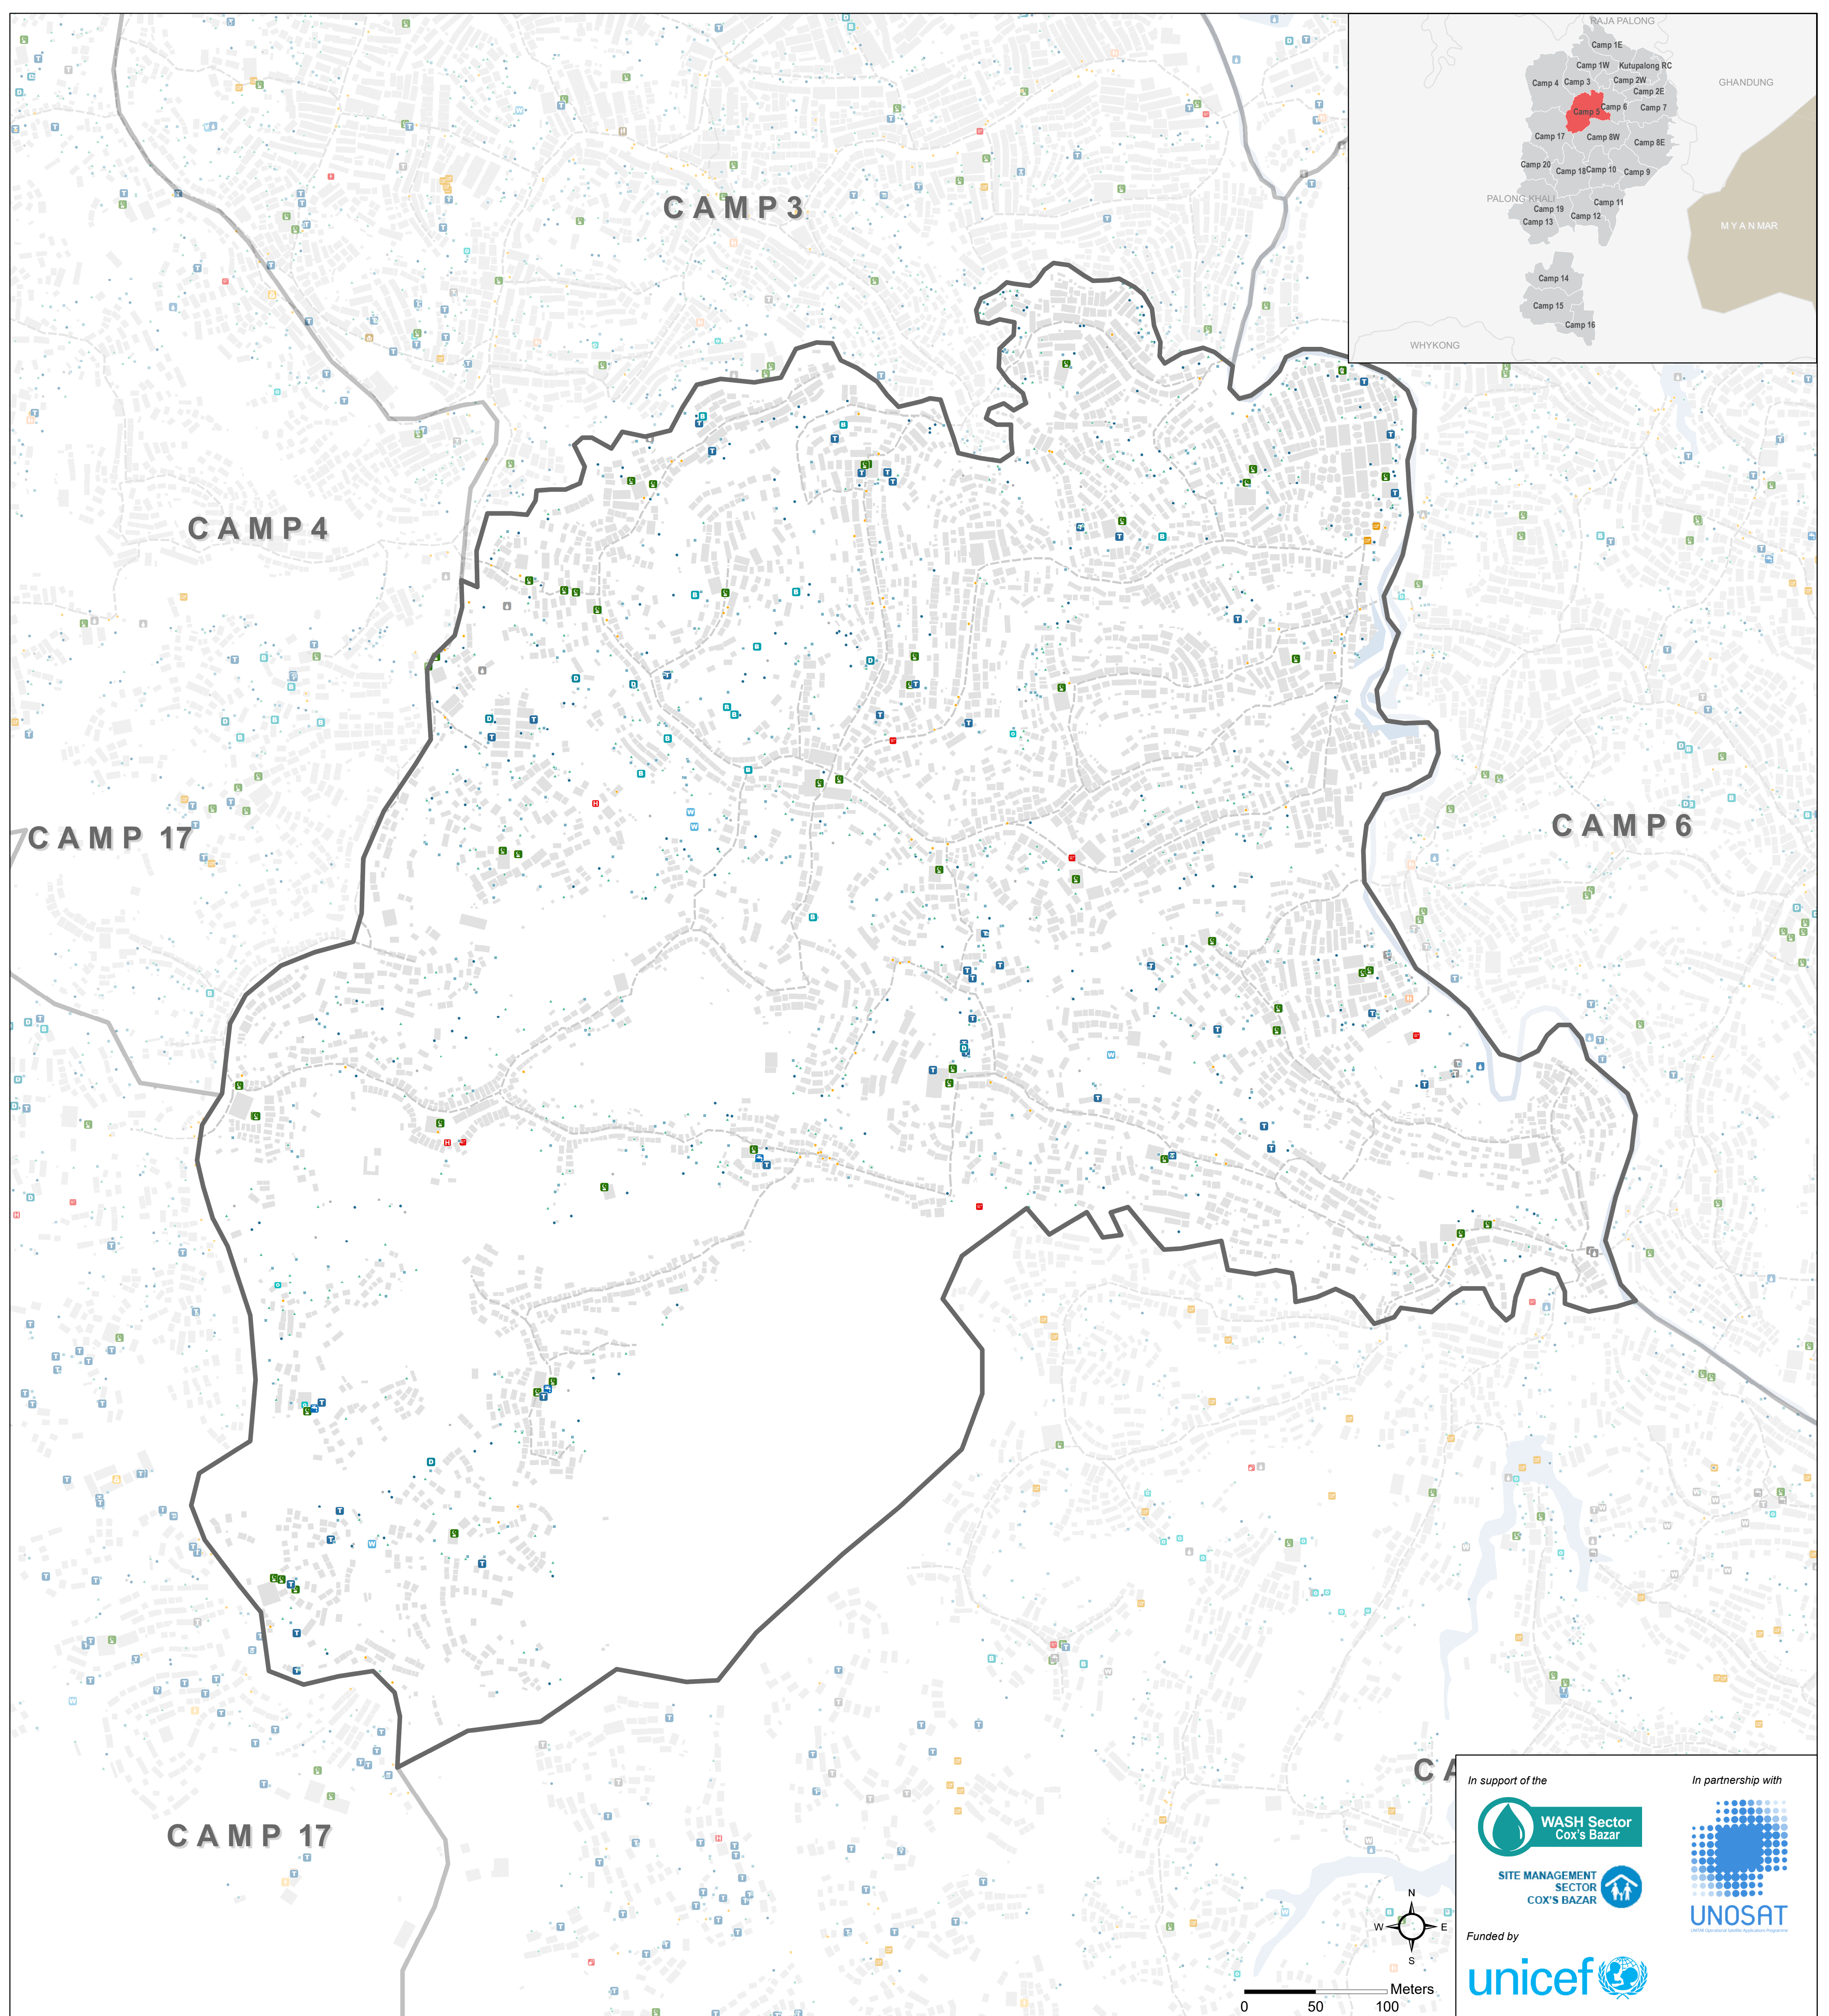 RAJA PALONG
Camp 1E
Camp 1W
Kutupalong RC
Camp 4
Camp 3
Camp 2W
Camp 2E
GHANDUNG
Camp 5
Camp 6
Camp 7
Camp 17
Camp 8W
Camp 8E
Camp 20
Camp 18
Camp 10
Camp 9
PALONG KHALI
Camp 19
Camp 11
Camp 13
Camp 12
MYANMAR
Camp 14
Camp 15
Camp 16
WHYKONG
CAMP 3
CAMP 4
CAMP 17
CAMP 6
CAMP 17
CA
In support of the
WASH Sector
Cox's Bazar
SITE MANAGEMENT
SECTOR
COX'S BAZAR
In partnership with
UNOSAT
Funded by
unicef
N
W
E
S
Meters
0
50
100